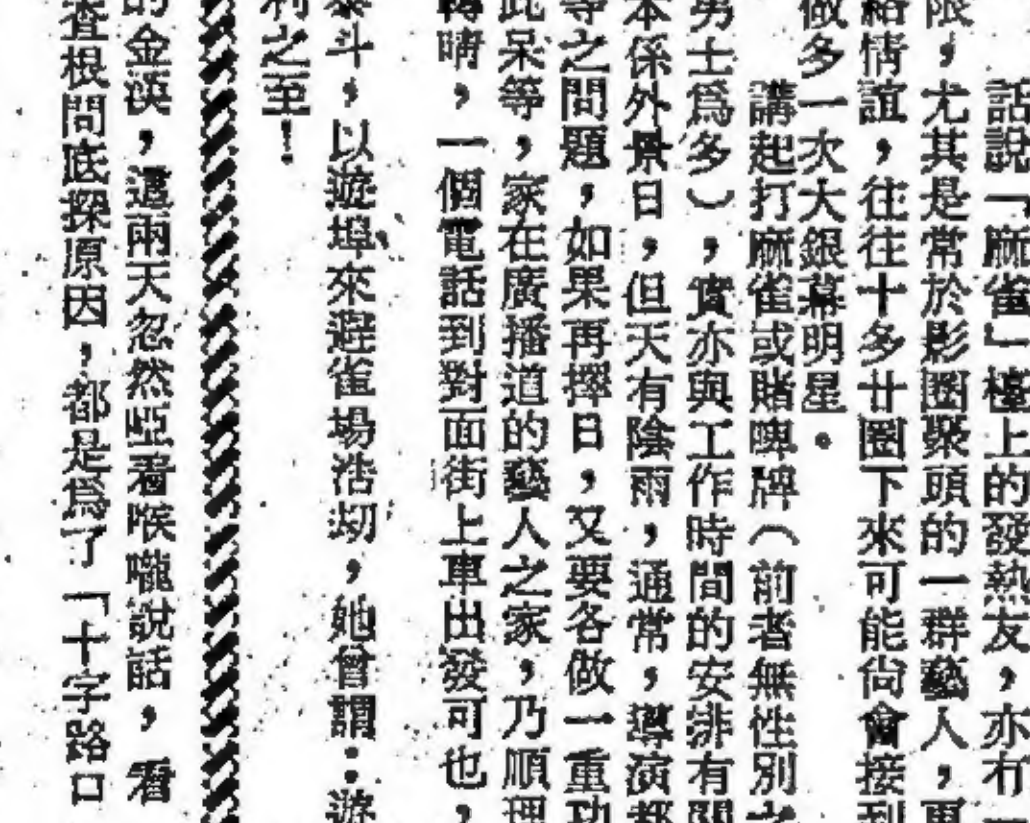 話說「麻雀」檯上的發熱友，亦有一
限，尤其是常於影圈聚頭的一群藝人，更
絡情誼，往往十多廿圈下來可能尙會接到
做多一次大銀幕明星。
講起打麻雀或賭啤牌（前者無性別之
男士爲多），實亦與工作時間的安排有關
本係外景日，但天有陰雨，通常，導演都
等之問題，如果再擇日，又要各做一重功
此呆等，家在廣播道的藝人之家，乃順理
轉晴，一個電話到對面街上車出發可也，
泰斗，以遊埠來避雀場浩刧，她曾謂：遊
利之至！
的金漢，這兩天忽然啞着喉嚨說話，看
查根問底探原因，都是爲了「十字路口